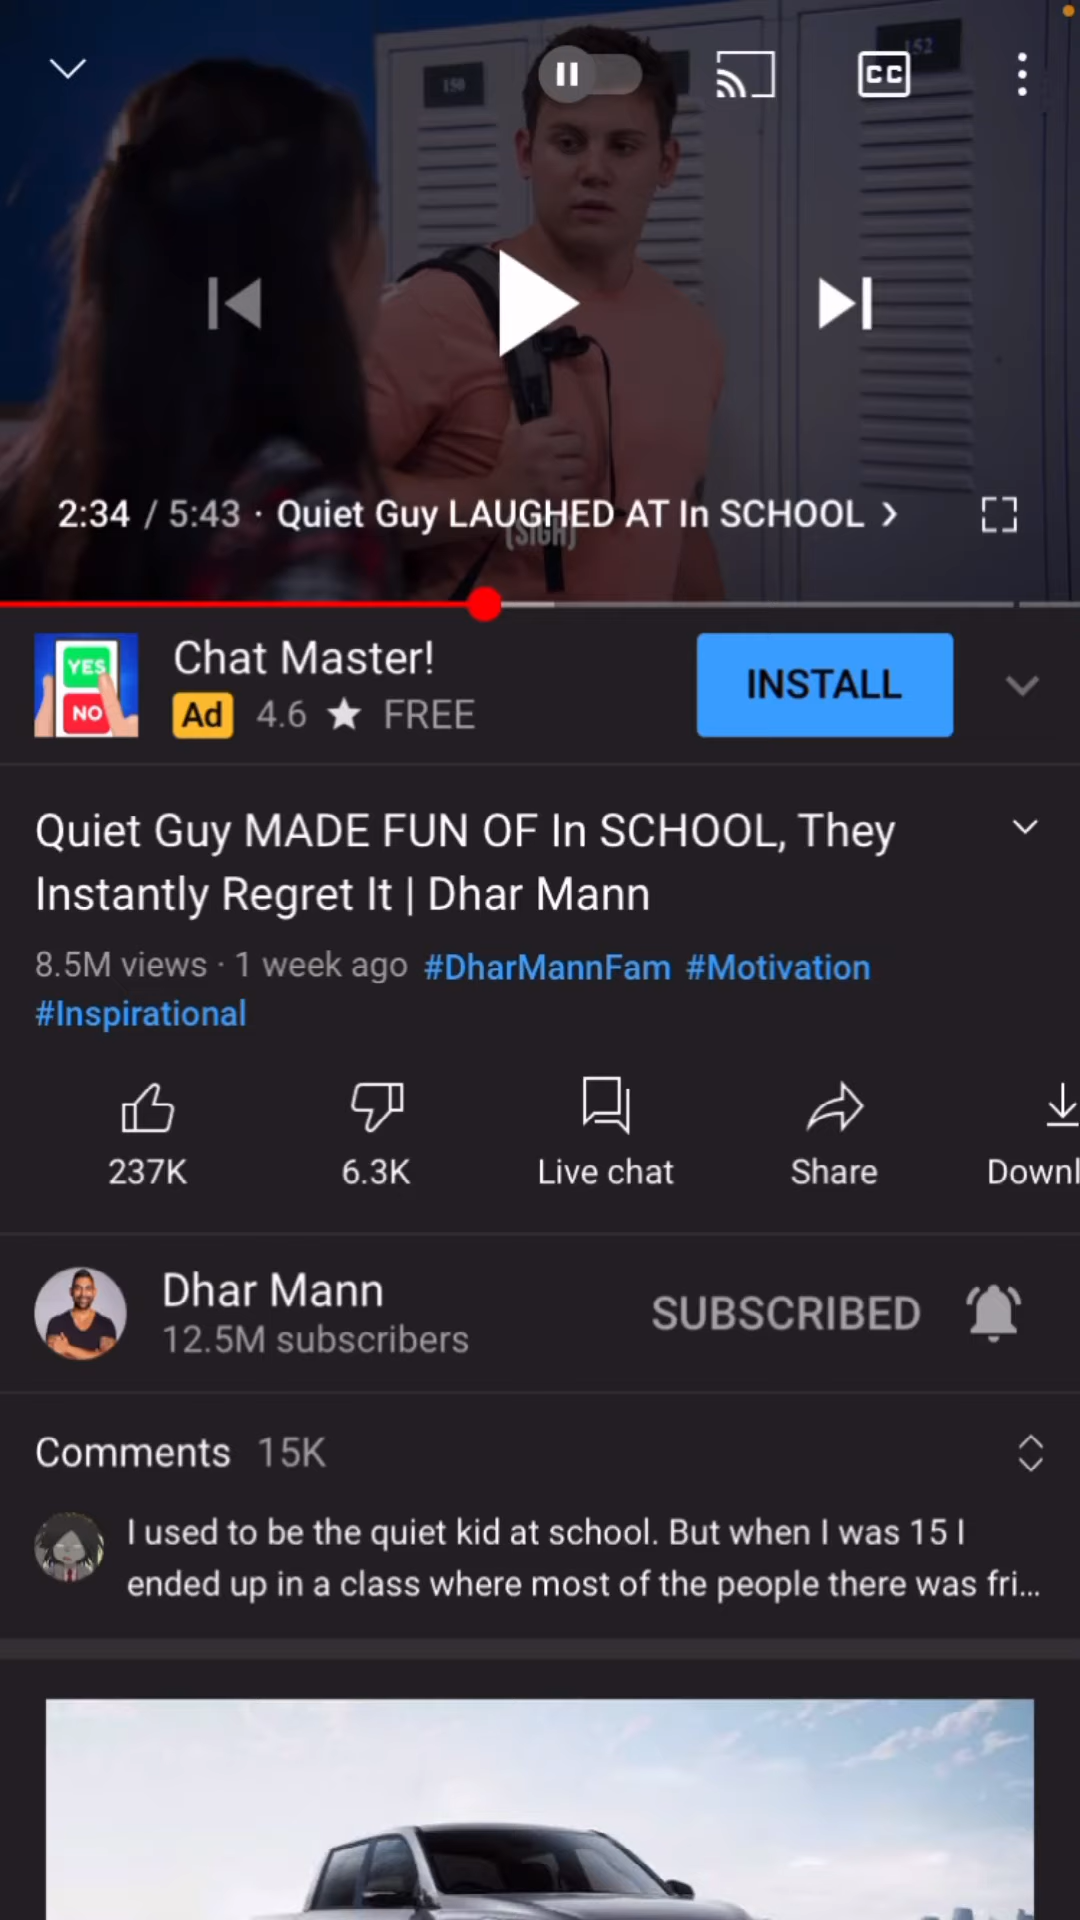 150
152
CC
2:34 / 5:43 · Quiet Guy LAUGHED AT In SCHOOL
(SIGH)
YES
NO
Chat Master!
Ad 4.6 ★ FREE
INSTALL
Quiet Guy MADE FUN OF In SCHOOL, They
Instantly Regret It | Dhar Mann
8.5M views · 1 week ago #DharMannFam #Motivation
#Inspirational
237K
6.3K
Live chat
Share
Downl
Dhar Mann
12.5M subscribers
SUBSCRIBED
Comments 15K
I used to be the quiet kid at school. But when I was 15 I
ended up in a class where most of the people there was fri...